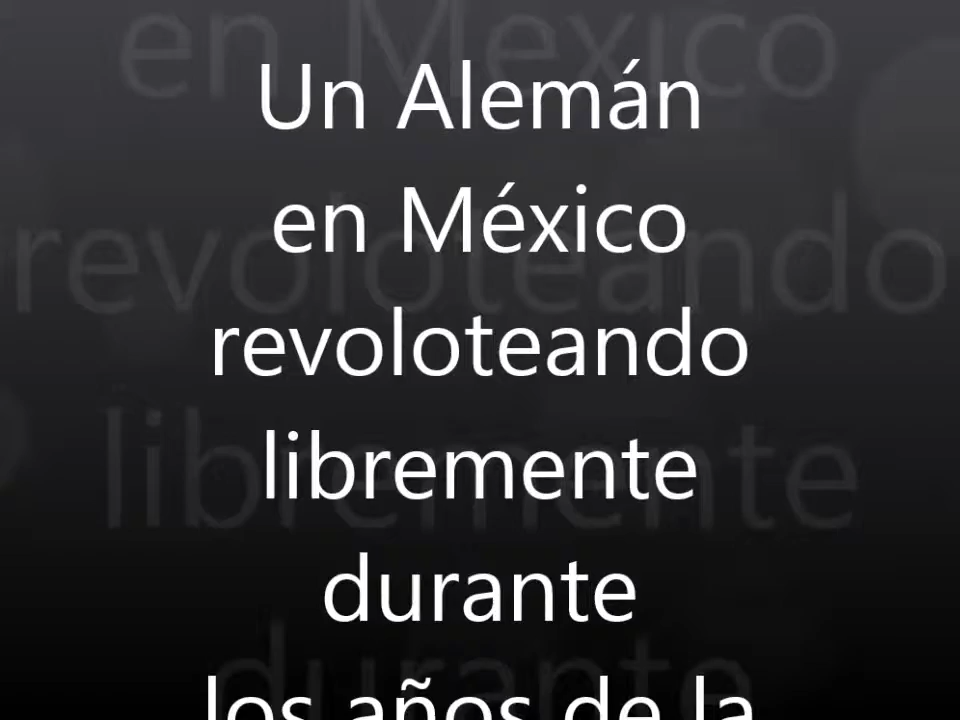 Un Alemán
en México
revoloteando
libremente
durante
los años de la